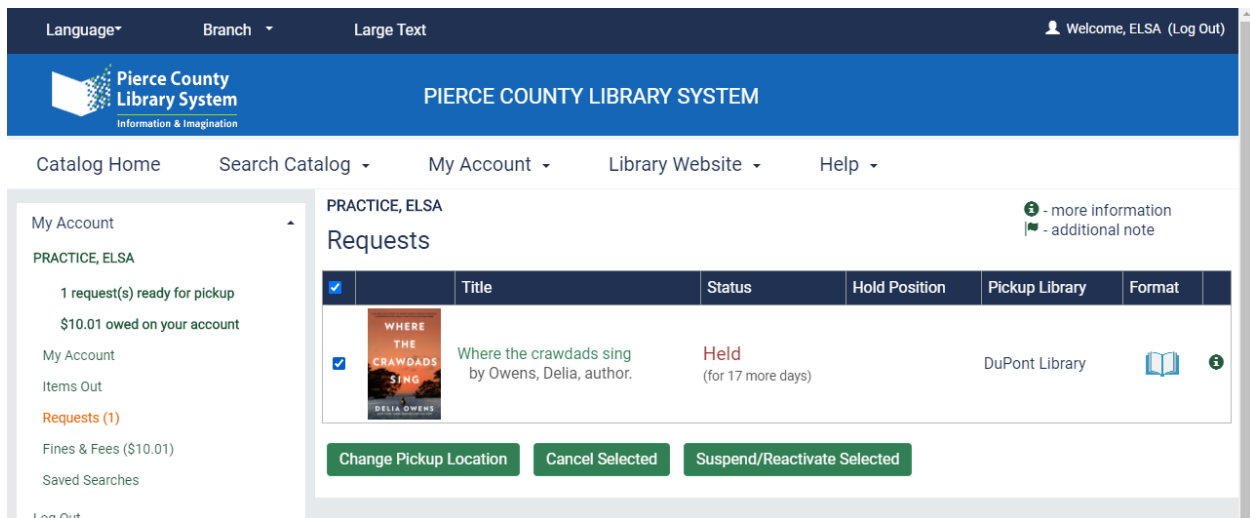 Language Branch Large Text Welcome, ELSA (Log Out)
Pierce County
Library System
Information & Imagination
PIERCE COUNTY LIBRARY SYSTEM
Catalog Home Search Catalog My Account Library Website Help
My Account
PRACTICE, ELSA
1 request(s) ready for pickup
$10.01 owed on your account
My Account
Items Out
Requests (1)
Fines & Fees ($10.01)
Saved Searches
Log Out
PRACTICE, ELSA
Requests
- more information
- additional note
Title Status Hold Position Pickup Library Format
WHERE
THE
CRAWDADS
SING
DELIA OWENS
Where the crawdads sing
by Owens, Delia, author.
Held
(for 17 more days)
DuPont Library
Change Pickup Location Cancel Selected Suspend/Reactivate Selected